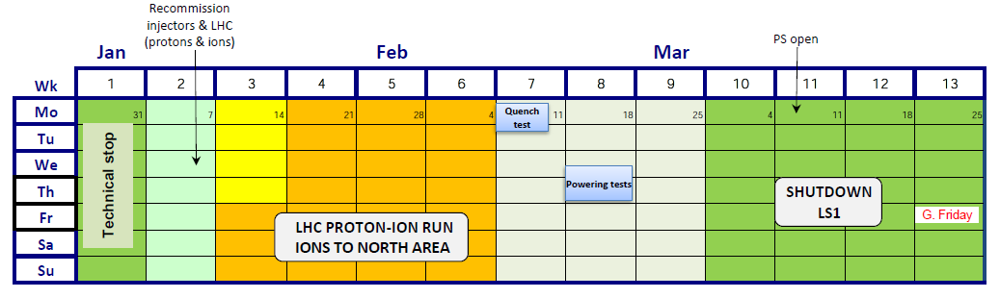 Recommission
injectors & LHC
(protons & ions)
Jan
Feb
Mar
PS open
Wk 1 2 3 4 5 6 7 8 9 10 11 12 13
Mo 31 7 14 21 28 4 11 18 25 4 11 18 25
Quench
test
Tu
We
Th
Powering tests
Fr
G. Friday
Sa
Su
Technical stop
LHC PROTON-ION RUN
IONS TO NORTH AREA
SHUTDOWN
LS1